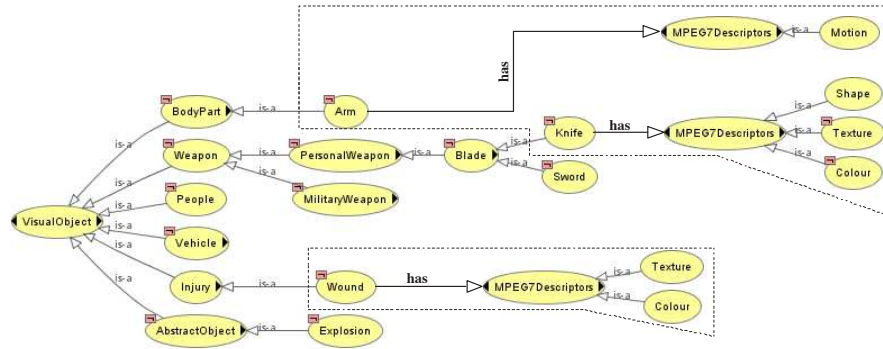 MPEG7Descriptors
is-a
Motion
has
BodyPart
is-a
Arm
Shape
is-a
Knife
has
MPEG7Descriptors
is-a
Texture
is-a
Colour
is-a
Weapon
is-a
PersonalWeapon
is-a
Blade
is-a
is-a
Sword
is-a
MilitaryWeapon
is-a
People
is-a
VisualObject
is-a
Vehicle
is-a
Injury
is-a
Wound
has
MPEG7Descriptors
is-a
Texture
is-a
Colour
is-a
AbstractObject
is-a
Explosion